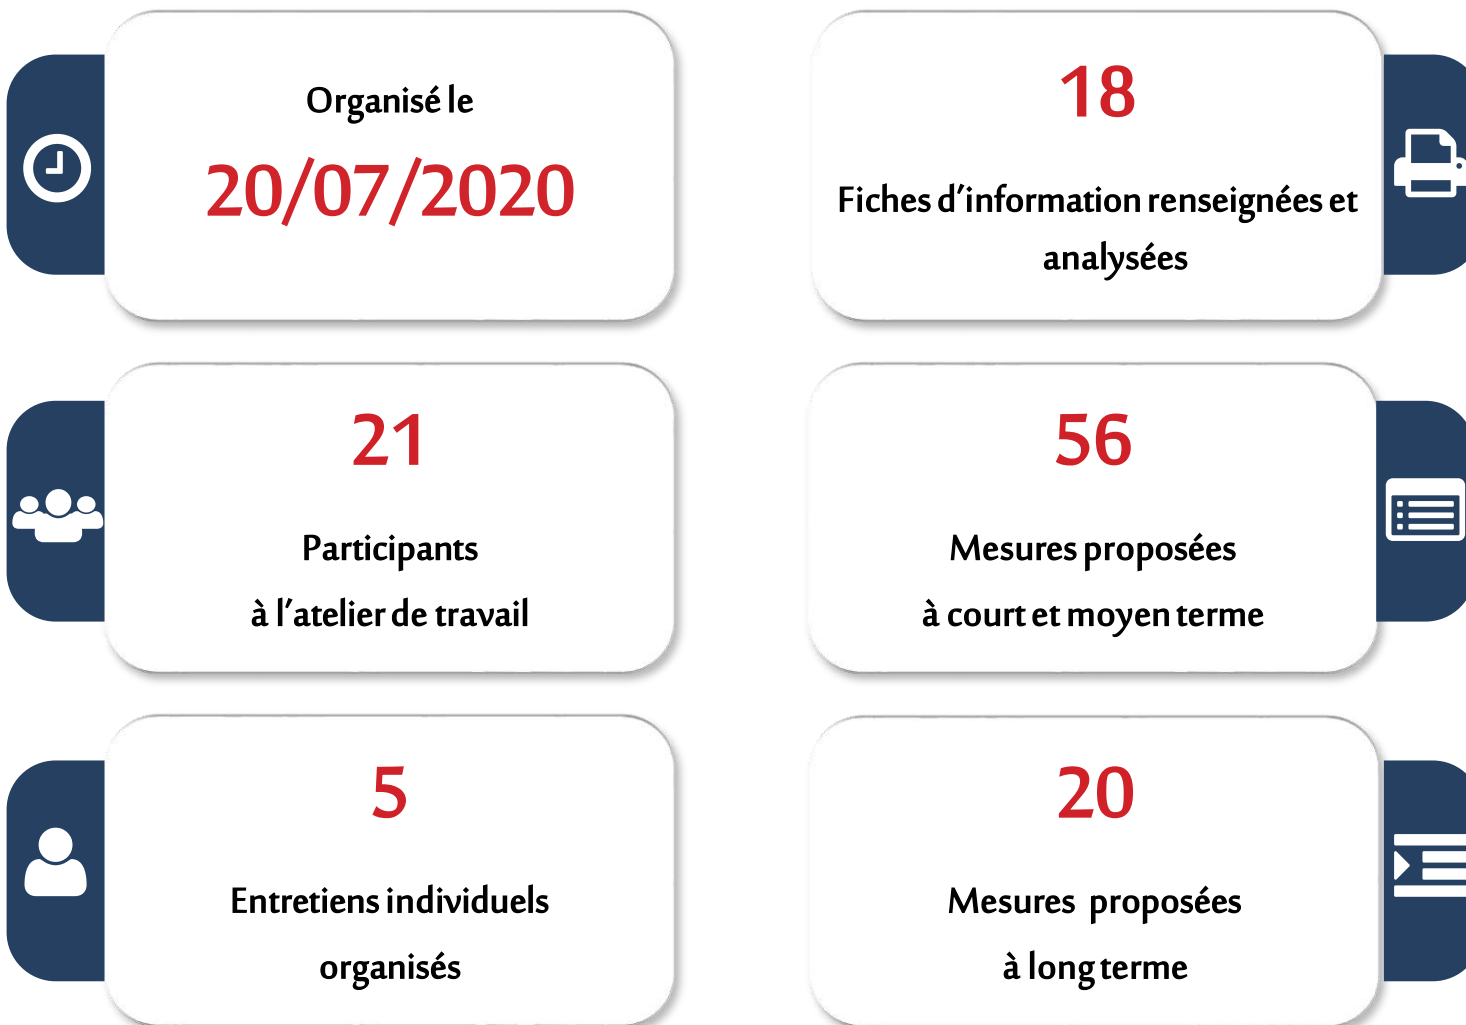 Organisé le
20/07/2020
18
Fiches d’information renseignées et
analysées
21
Participants
à l’atelier de travail
56
Mesures proposées
à court et moyen terme
5
Entretiens individuels
organisés
20
Mesures proposées
à long terme